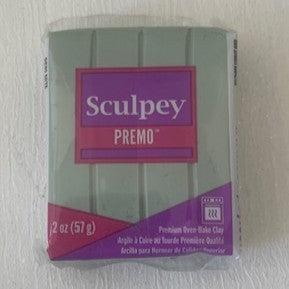 Sculpey
PREMO™
2 oz (57 g)
Premium Oven-Bake Clay
Argile à Cuire au Four de Première Qualité
Arcilla para Hornear de Calidad Superior